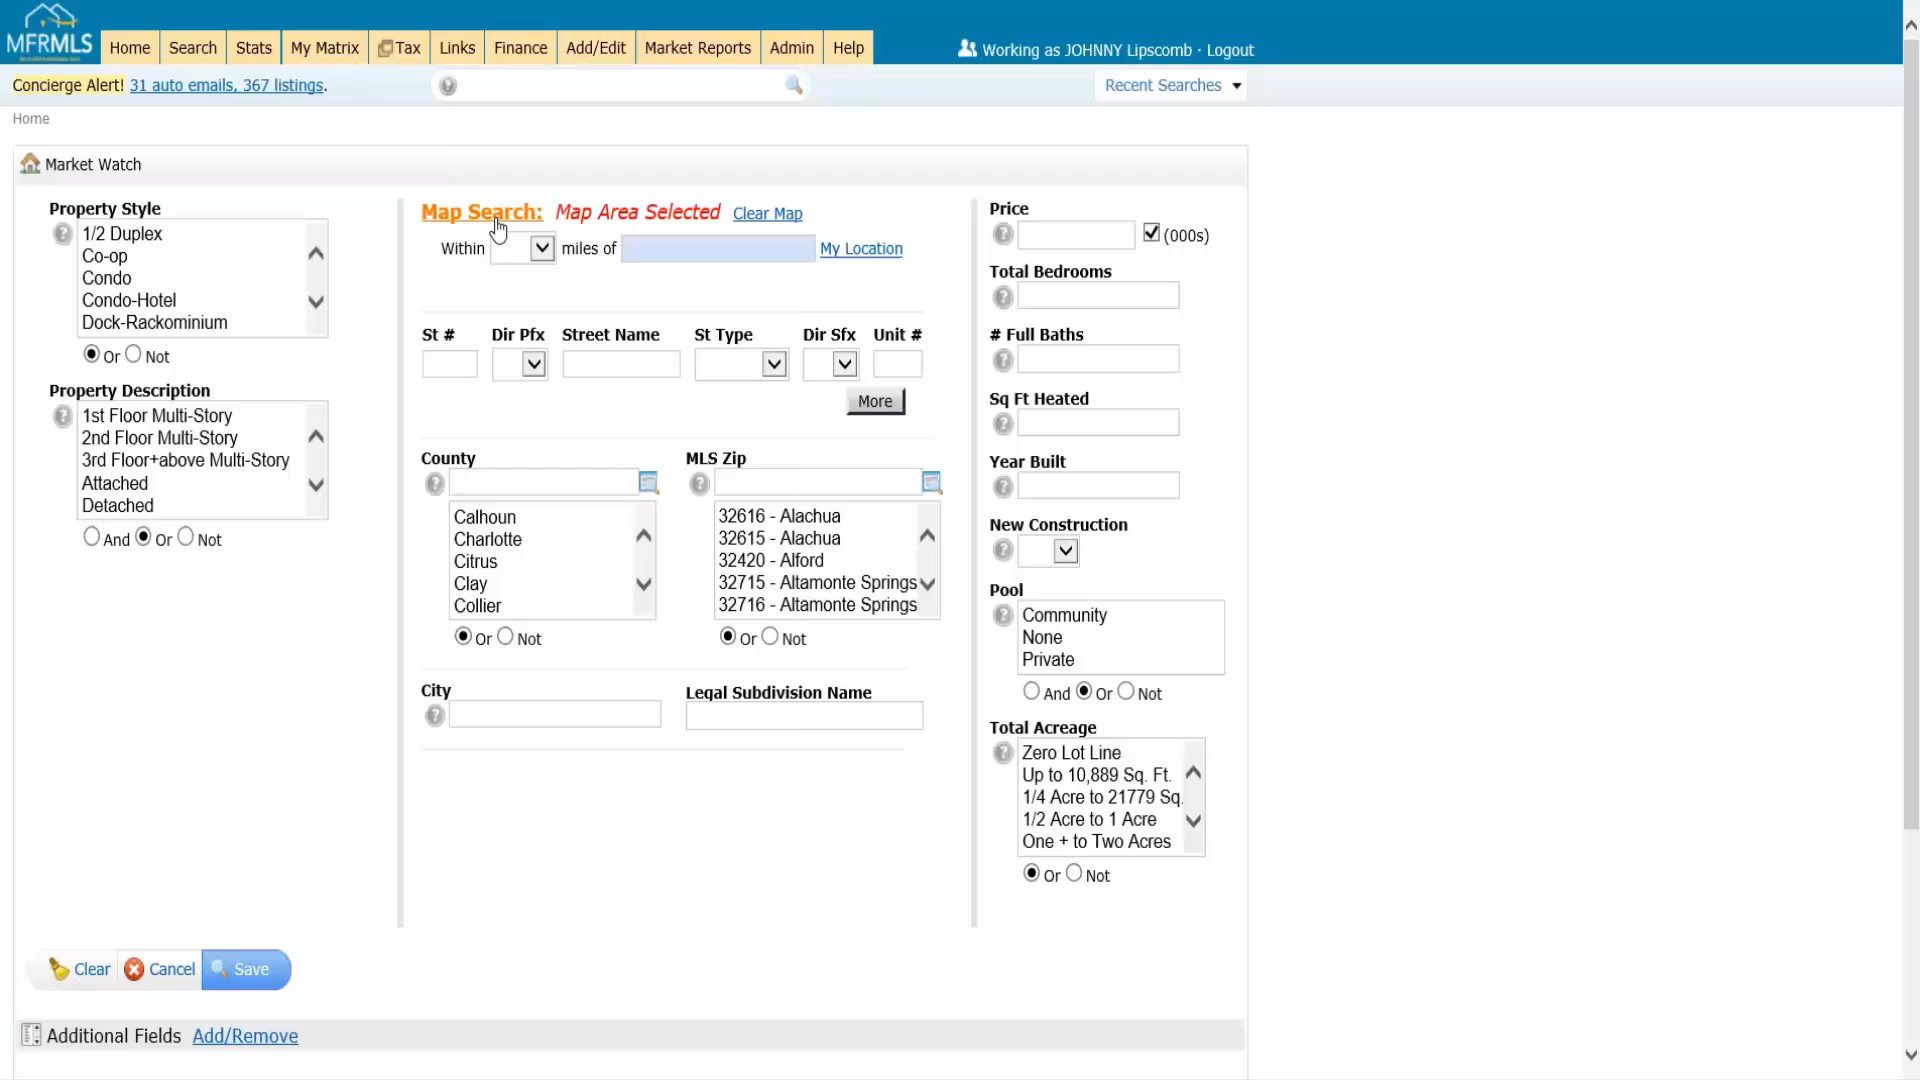 MFRMLS
Home
Search
Stats
My Matrix
Tax
Links
Finance
Add/Edit
Market Reports
Admin
Help
Working as JOHNNY Lipscomb · Logout
Concierge Alert! 31 auto emails, 367 listings.
Recent Searches
Home
Market Watch
Property Style
1/2 Duplex
Co-op
Condo
Condo-Hotel
Dock-Rackominium
Or Not
Property Description
1st Floor Multi-Story
2nd Floor Multi-Story
3rd Floor+above Multi-Story
Attached
Detached
And Or Not
Map Search: Map Area Selected Clear Map
Within miles of My Location
St # Dir Pfx Street Name St Type Dir Sfx Unit #
More
County
Calhoun
Charlotte
Citrus
Clay
Collier
Or Not
MLS Zip
32616 - Alachua
32615 - Alachua
32420 - Alford
32715 - Altamonte Springs
32716 - Altamonte Springs
Or Not
City
Legal Subdivision Name
Price
(000s)
Total Bedrooms
# Full Baths
Sq Ft Heated
Year Built
New Construction
Pool
Community
None
Private
And Or Not
Total Acreage
Zero Lot Line
Up to 10,889 Sq. Ft.
1/4 Acre to 21779 Sq.
1/2 Acre to 1 Acre
One + to Two Acres
Or Not
Clear Cancel Save
Additional Fields Add/Remove